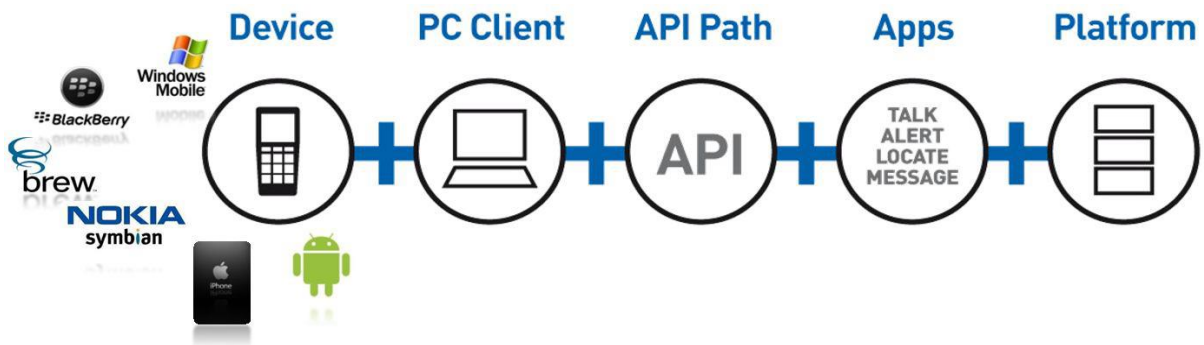 Device
PC Client
API Path
Apps
Platform
Windows
Mobile
BlackBerry
brew
NOKIA
symbian
iPhone
API
TALK
ALERT
LOCATE
MESSAGE